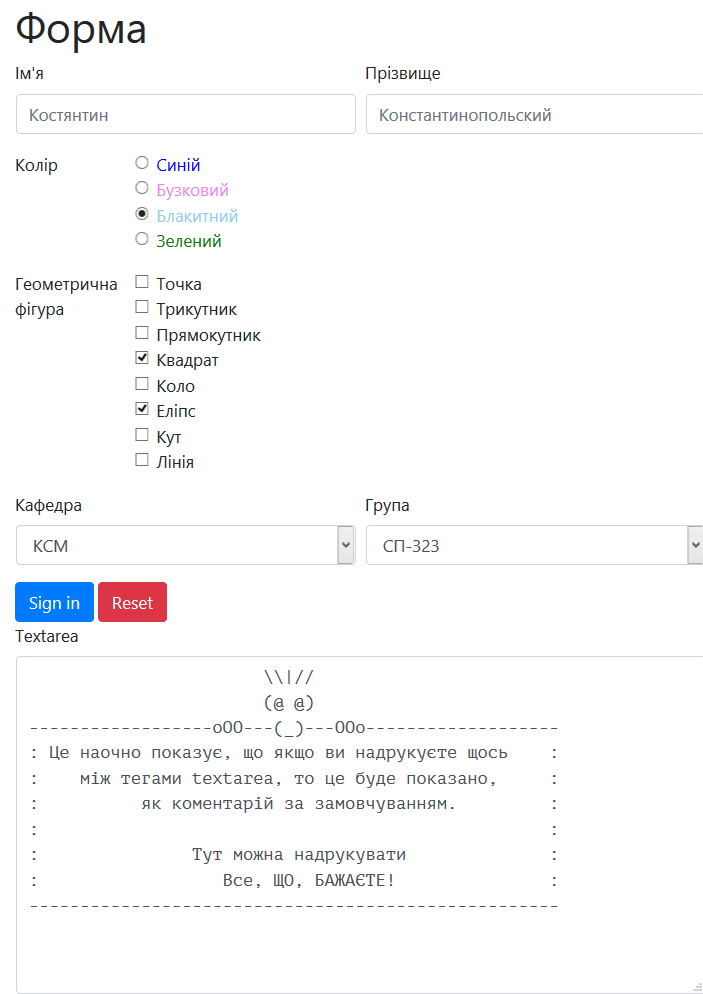 Форма
Ім'я Прізвище
Костянтин Константинопольский
Колір
Синій
Бузковий
Блакитний
Зелений
Геометрична фігура
Точка
Трикутник
Прямокутник
Квадрат
Коло
Еліпс
Кут
Лінія
Кафедра Група
КСМ СП-323
Sign in Reset
Textarea
\\|//
(@ @)
------------------oOO---(_)---OOo-------------------
: Це наочно показує, що якщо ви надрукуєте щось :
: між тегами textarea, то це буде показано, :
: як коментарій за замовчуванням. :
: :
: Тут можна надрукувати :
: Все, ЩО, БАЖАЄТЕ! :
----------------------------------------------------